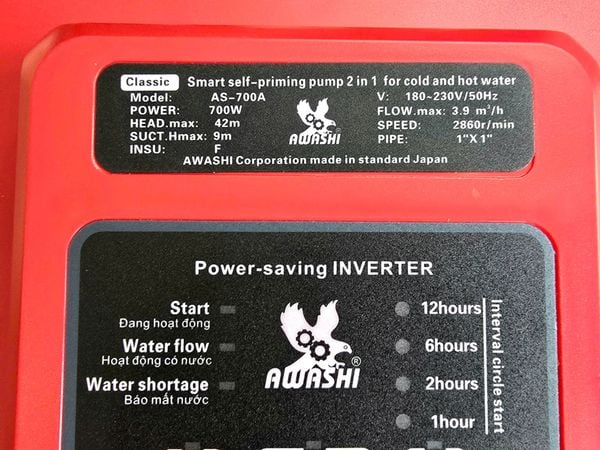 Classic Smart self-priming pump 2 in 1 for cold and hot water
Model: AS-700A
POWER: 700W
HEAD.max: 42m
SUCT.Hmax: 9m
INSU: F
AWASHI
V: 180~230V/50Hz
FLOW.max: 3.9 m³/h
SPEED: 2860r/min
PIPE: 1"X1"
AWASHI Corporation made in standard Japan
Power-saving INVERTER
Start
Đang hoạt động
Water flow
Hoạt động có nước
Water shortage
Báo mất nước
AWASHI®
12hours
6hours
2hours
1hour
Interval circle start